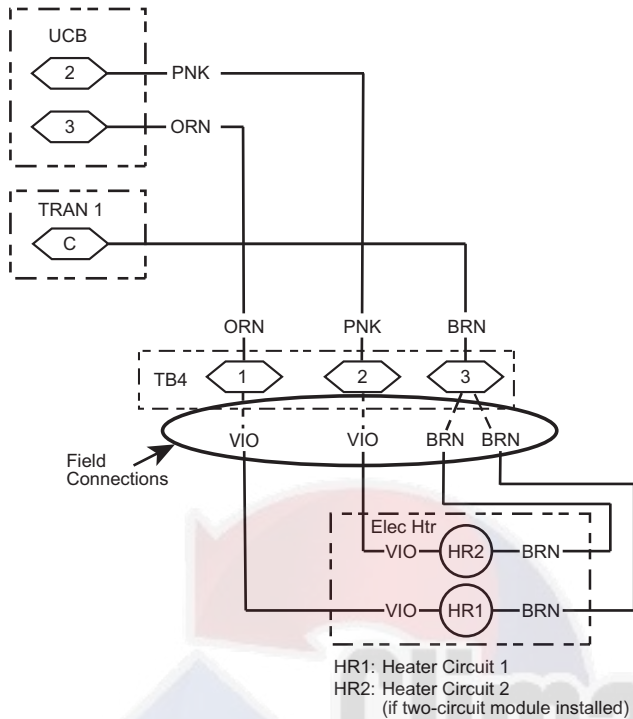 UCB
2 PNK
3 ORN
TRAN 1
C
ORN PNK BRN
TB4 1 2 3
VIO VIO BRN BRN
Field
Connections
Elec Htr
VIO HR2 BRN
VIO HR1 BRN
HR1: Heater Circuit 1
HR2: Heater Circuit 2
(if two-circuit module installed)